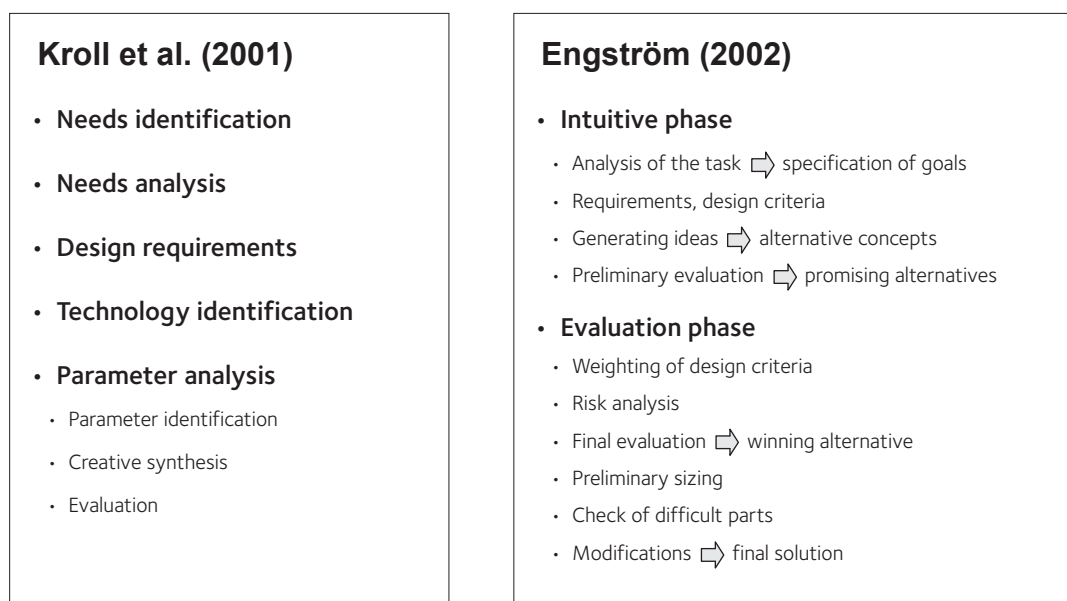 Kroll et al. (2001)
• Needs identification
• Needs analysis
• Design requirements
• Technology identification
• Parameter analysis
• Parameter identification
• Creative synthesis
• Evaluation
Engström (2002)
• Intuitive phase
• Analysis of the task ⇨ specification of goals
• Requirements, design criteria
• Generating ideas ⇨ alternative concepts
• Preliminary evaluation ⇨ promising alternatives
• Evaluation phase
• Weighting of design criteria
• Risk analysis
• Final evaluation ⇨ winning alternative
• Preliminary sizing
• Check of difficult parts
• Modifications ⇨ final solution